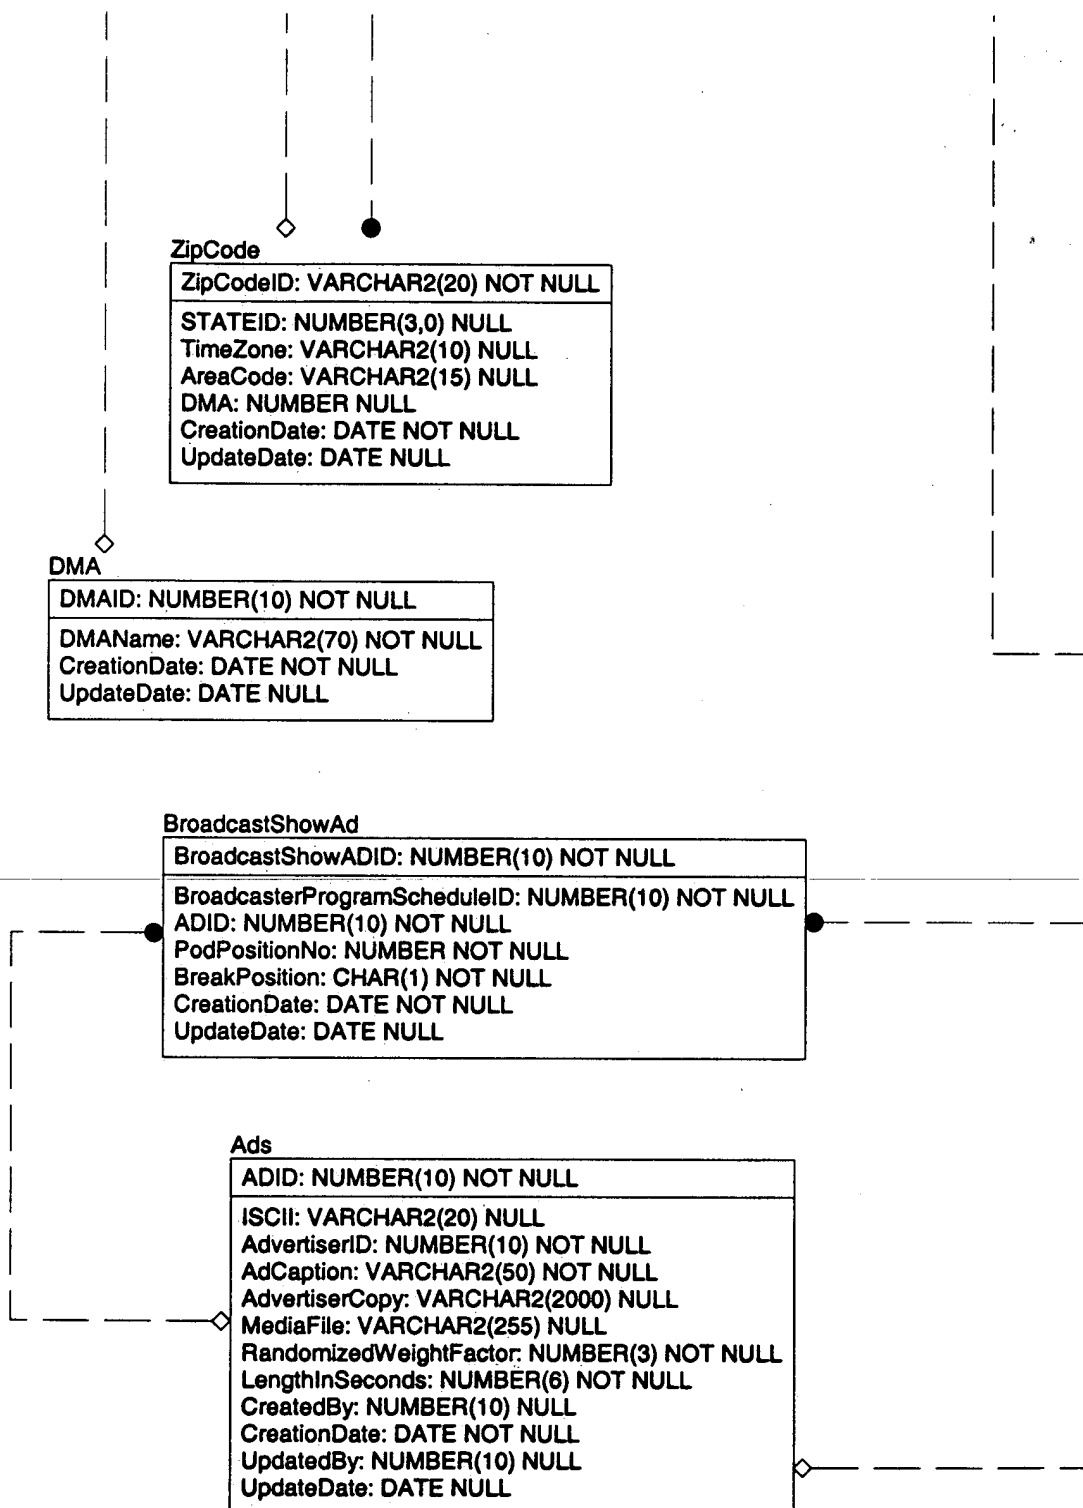 ZipCode
ZipCodeID: VARCHAR2(20) NOT NULL
STATEID: NUMBER(3,0) NULL
TimeZone: VARCHAR2(10) NULL
AreaCode: VARCHAR2(15) NULL
DMA: NUMBER NULL
CreationDate: DATE NOT NULL
UpdateDate: DATE NULL
DMA
DMAID: NUMBER(10) NOT NULL
DMAName: VARCHAR2(70) NOT NULL
CreationDate: DATE NOT NULL
UpdateDate: DATE NULL
BroadcastShowAd
BroadcastShowADID: NUMBER(10) NOT NULL
BroadcasterProgramScheduleID: NUMBER(10) NOT NULL
ADID: NUMBER(10) NOT NULL
PodPositionNo: NUMBER NOT NULL
BreakPosition: CHAR(1) NOT NULL
CreationDate: DATE NOT NULL
UpdateDate: DATE NULL
Ads
ADID: NUMBER(10) NOT NULL
ISCII: VARCHAR2(20) NULL
AdvertiserID: NUMBER(10) NOT NULL
AdCaption: VARCHAR2(50) NOT NULL
AdvertiserCopy: VARCHAR2(2000) NULL
MediaFile: VARCHAR2(255) NULL
RandomizedWeightFactor: NUMBER(3) NOT NULL
LengthInSeconds: NUMBER(6) NOT NULL
CreatedBy: NUMBER(10) NULL
CreationDate: DATE NOT NULL
UpdatedBy: NUMBER(10) NULL
UpdateDate: DATE NULL